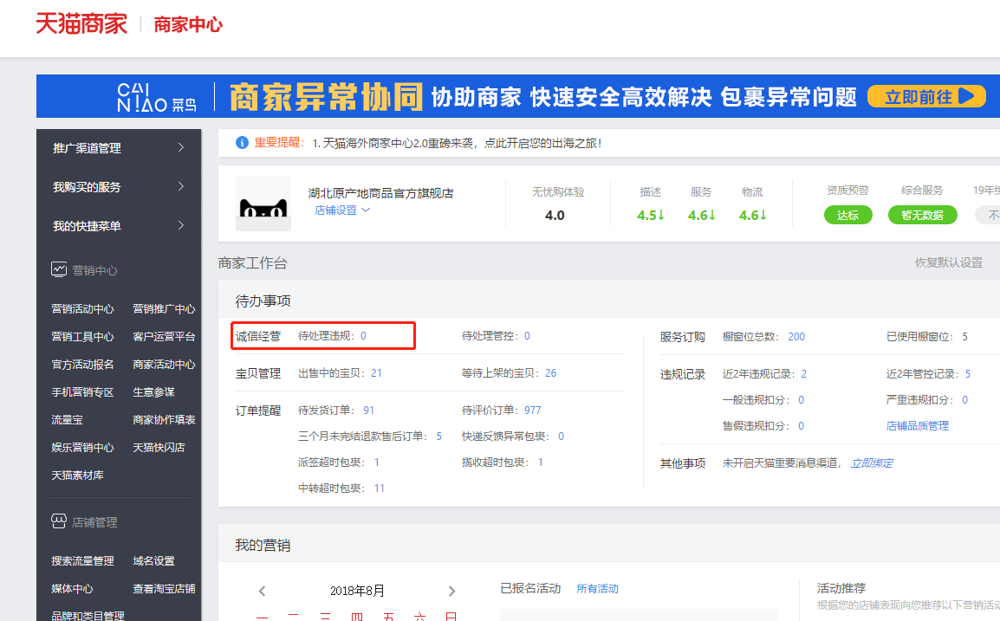 天猫商家 商家中心
CAI NIAO 菜鸟 商家异常协同 协助商家 快速安全高效解决 包裹异常问题 立即前往
推广渠道管理
我购买的服务
我的快捷菜单
营销中心
营销活动中心 营销推广中心
营销工具中心 客户运营平台
官方活动报名 商家活动中心
手机营销专区 生意参谋
流量宝 商家协作填表
娱乐营销中心 天猫快闪店
天猫素材库
店铺管理
搜索流量管理 域名设置
媒体中心 查看淘宝店铺
品牌和类目管理
重要提醒: 1. 天猫海外商家中心2.0重磅来袭，点此开启您的出海之旅!
湖北原产地商品官方旗舰店
店铺设置
无忧购体验 描述 服务 物流 资质预警 综合服务 19年综
4.0 4.5↓ 4.6↓ 4.6↓ 达标 暂无数据 不
商家工作台 恢复默认设置
待办事项
诚信经营 待处理违规: 0 待处理管控: 0
宝贝管理 出售中的宝贝: 21 等待上架的宝贝: 26
订单提醒 待发货订单: 91 待评价订单: 977
三个月未完结退款售后订单: 5 快递反馈异常包裹: 0
派签超时包裹: 1 揽收超时包裹: 1
中转超时包裹: 11
服务订购 橱窗位总数: 200 已使用橱窗位: 5
违规记录 近2年违规记录: 2 近2年管控记录: 5
一般违规扣分: 0 严重违规扣分: 0
售假违规扣分: 0 店铺品质管理
其他事项 未开启天猫重要消息渠道, 立即绑定
我的营销
2018年8月
一 二 三 四 五 六 日
已报名活动 所有活动
活动推荐
根据您的店铺表现向您推荐以下营销活动